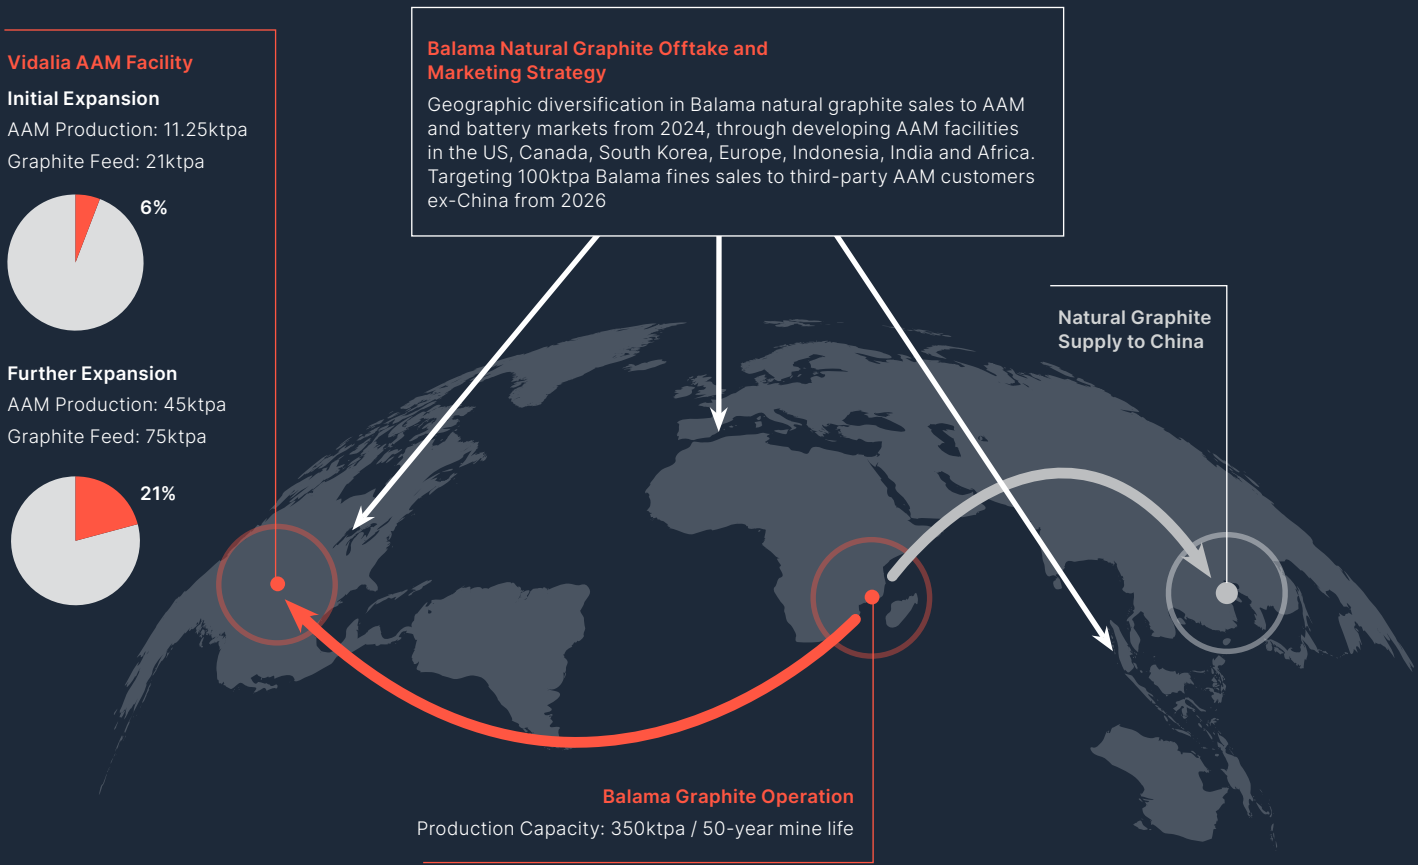 Vidalia AAM Facility
Initial Expansion
AAM Production: 11.25ktpa
Graphite Feed: 21ktpa
6%
Further Expansion
AAM Production: 45ktpa
Graphite Feed: 75ktpa
21%
Balama Natural Graphite Offtake and
Marketing Strategy
Geographic diversification in Balama natural graphite sales to AAM
and battery markets from 2024, through developing AAM facilities
in the US, Canada, South Korea, Europe, Indonesia, India and Africa.
Targeting 100ktpa Balama fines sales to third-party AAM customers
ex-China from 2026
Natural Graphite
Supply to China
Balama Graphite Operation
Production Capacity: 350ktpa / 50-year mine life